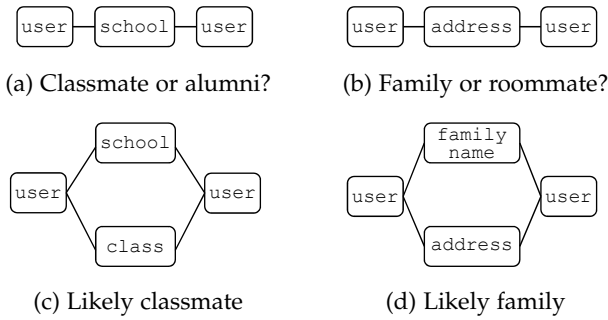 user school user
user address user
(a) Classmate or alumni?
(b) Family or roommate?
school
user user
class
family
name
user user
address
(c) Likely classmate
(d) Likely family